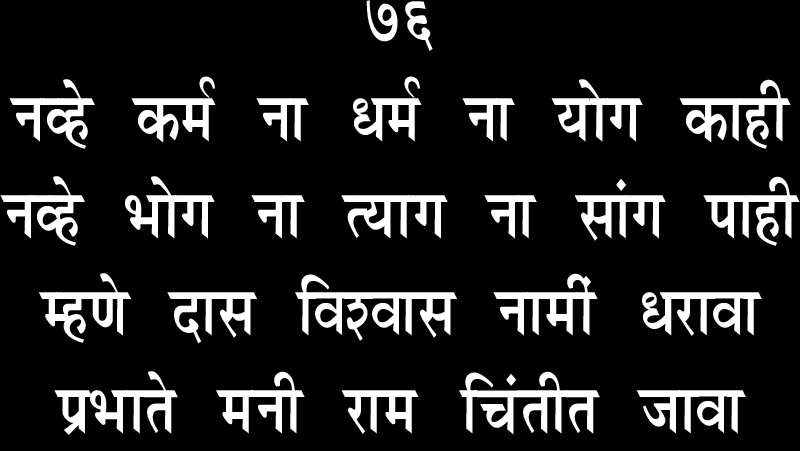 ७६
नव्हे कर्म ना धर्म ना योग काही
नव्हे भोग ना त्याग ना सांग पाही
म्हणे दास विश्वास नामीं धरावा
प्रभाते मनी राम चिंतीत जावा